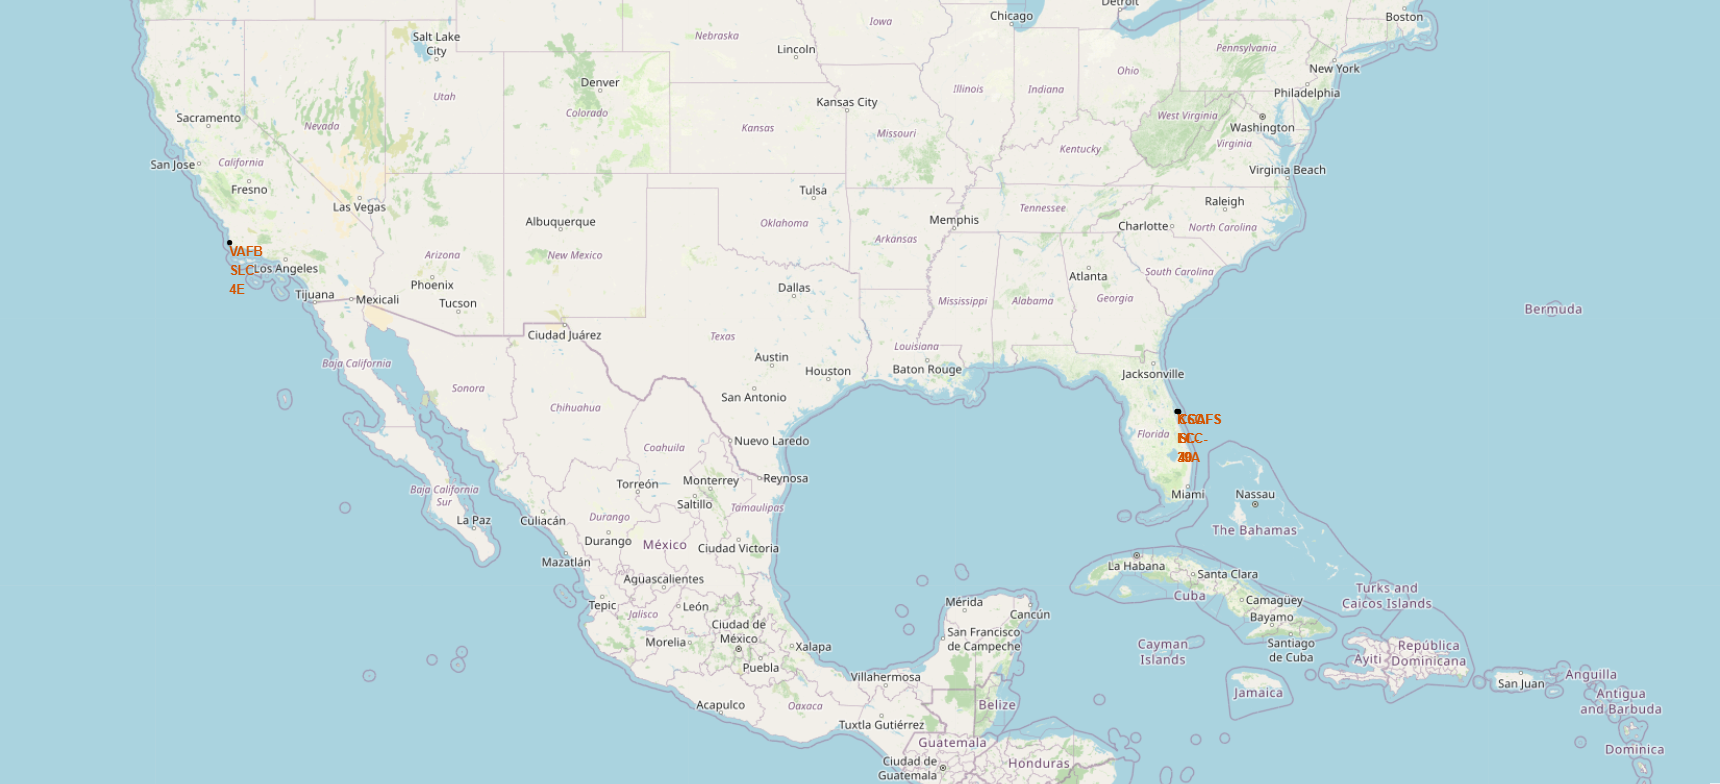 Chicago
Detroit
Boston
Iowa
Salt Lake
City
Nebraska
Lincoln
Pennsylvania
New York
Ohio
Denver
Utah
Illinois
Indiana
Philadelphia
Kansas City
Colorado
Sacramento
Nevada
Kansas
Missouri
West Virginia
Washington
Virginia
Kentucky
San Jose
California
Virginia Beach
Fresno
Tulsa
Las Vegas
Albuquerque
Oklahoma
Memphis
Tennessee
Raleigh
Charlotte
North Carolina
Arkansas
VAFB
SLC-
4E
Los Angeles
Arizona
New Mexico
Atlanta
South Carolina
Phoenix
Dallas
Tijuana
Mexicali
Tucson
Mississippi
Alabama
Georgia
Bermuda
Ciudad Juárez
Texas
Louisiana
Baja California
Austin
Houston
Baton Rouge
Jacksonville
Sonora
San Antonio
Chihuahua
Florida
Coahuila
Nuevo Laredo
Torreón
Monterrey
Reynosa
Baja California
Sur
Saltillo
Tamaulipas
Miami
Nassau
La Paz
Culiacán
Durango
The Bahamas
Durango
México
Ciudad Victoria
Mazatlán
La Habana
Santa Clara
Aguascalientes
Cuba
Turks and
Caicos Islands
Camagüey
Tepic
León
Mérida
Jalisco
Cancún
Bayamo
Ciudad de
México
San Francisco
de Campeche
Morelia
Xalapa
Cayman
Islands
Santiago
de Cuba
República
Dominicana
Ayiti
Puebla
Villahermosa
San Juan
Anguilla
Jamaica
Antigua
and Barbuda
Acapulco
Oaxaca
Belize
Tuxtla Gutiérrez
Guatemala
Dominica
Ciudad de
Guatemala
Honduras